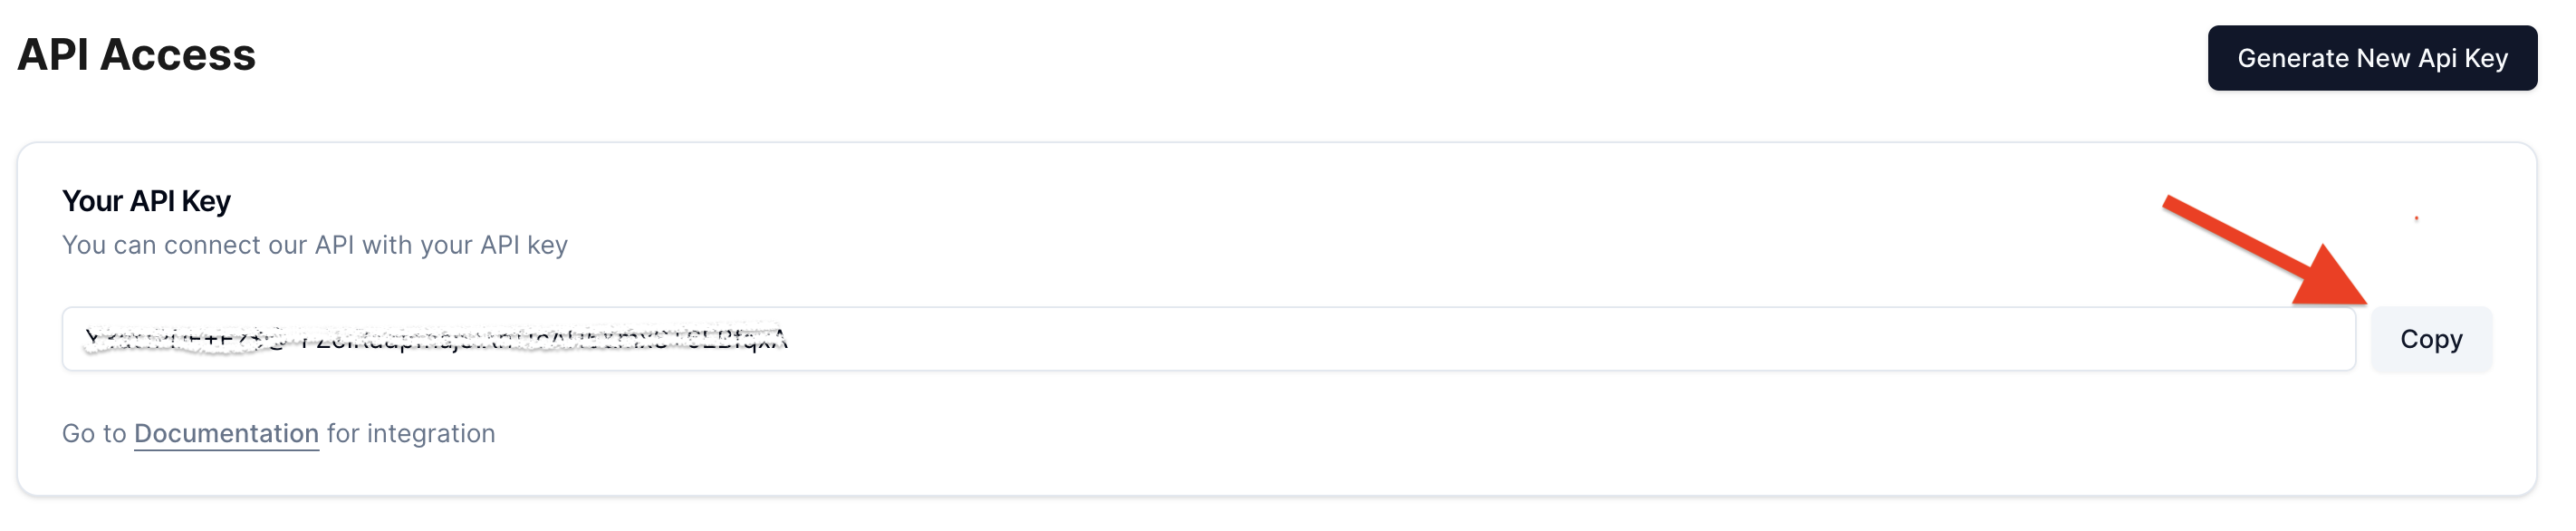 API Access
Generate New Api Key
Your API Key
You can connect our API with your API key
Copy
Go to Documentation for integration